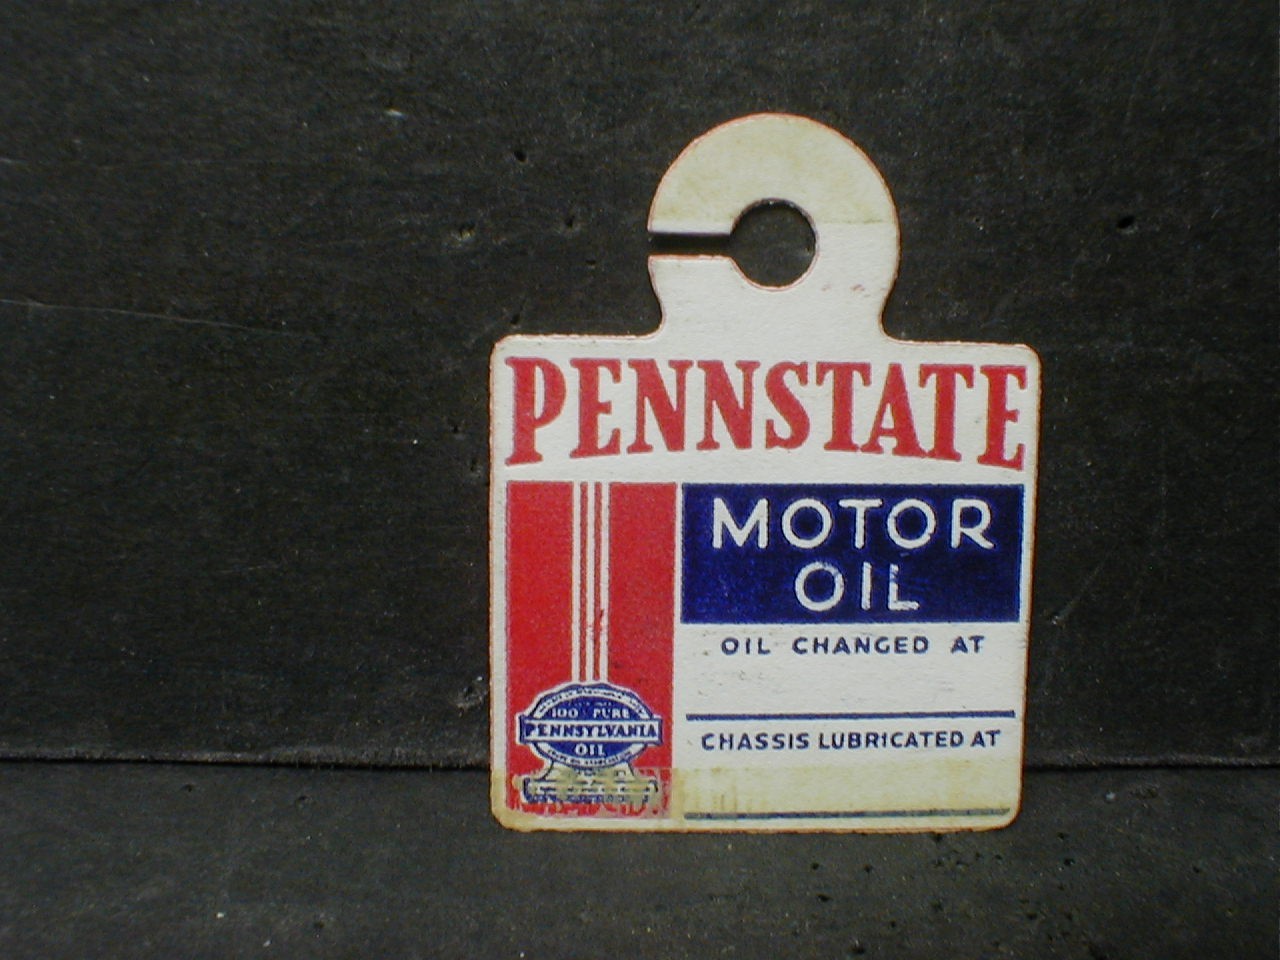 PENNSTATE
MOTOR
OIL
OIL CHANGED AT
CHASSIS LUBRICATED AT
100 PURE
PENNSYLVANIA
OIL